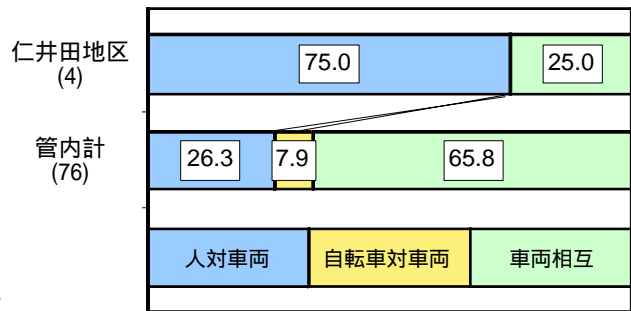 仁井田地区
(4)
75.0 25.0
管内計
(76)
26.3 7.9 65.8
人対車両 自転車対車両 車両相互